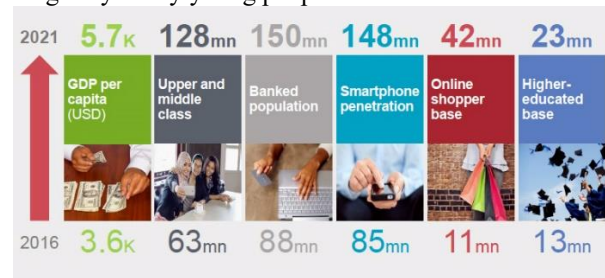 2021 5.7K 128mn 150mn 148mn 42mn 23mn
GDP per capita (USD)
Upper and middle class
Banked population
Smartphone penetration
Online shopper base
Higher-educated base
2016 3.6K 63mn 88mn 85mn 11mn 13mn